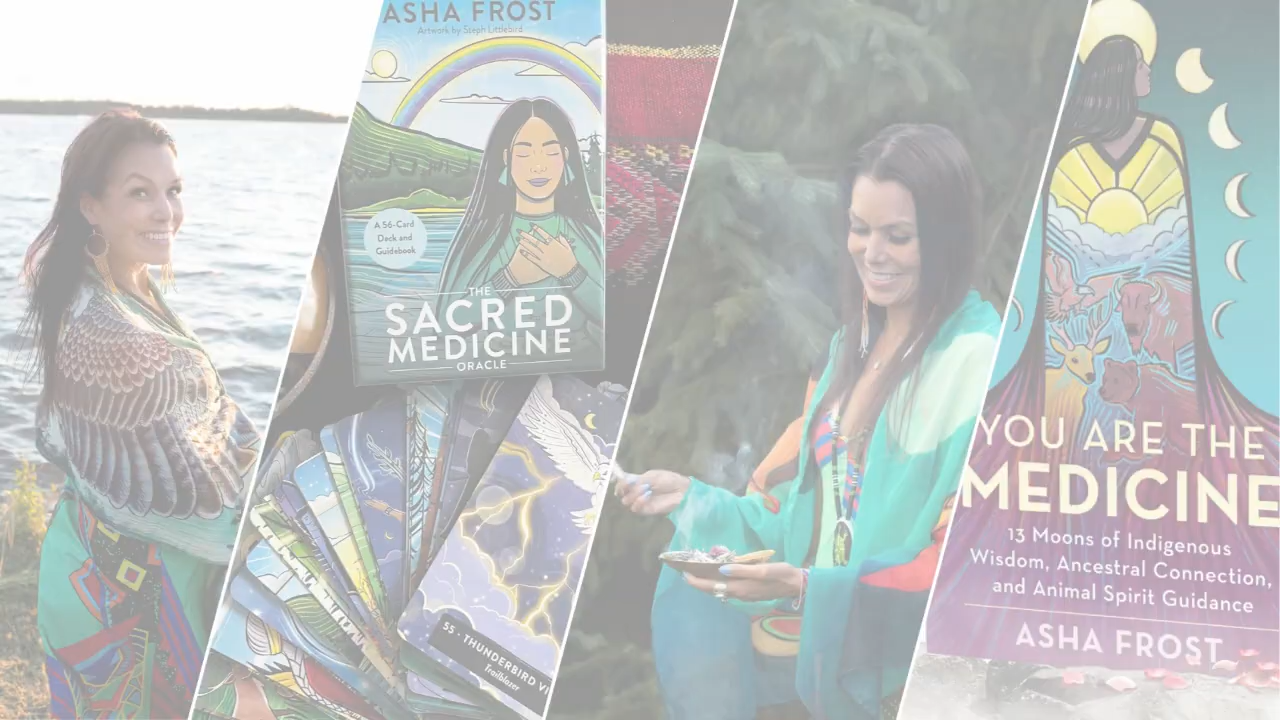 ASHA FROST
Artwork by Steph Littlebird
A 56-Card
Deck and
Guidebook
THE
SACRED
MEDICINE
ORACLE
55 · THUNDERBIRD VI
Trailblazer
YOU ARE THE
MEDICINE
13 Moons of Indigenous
Wisdom, Ancestral Connection,
and Animal Spirit Guidance
ASHA FROST